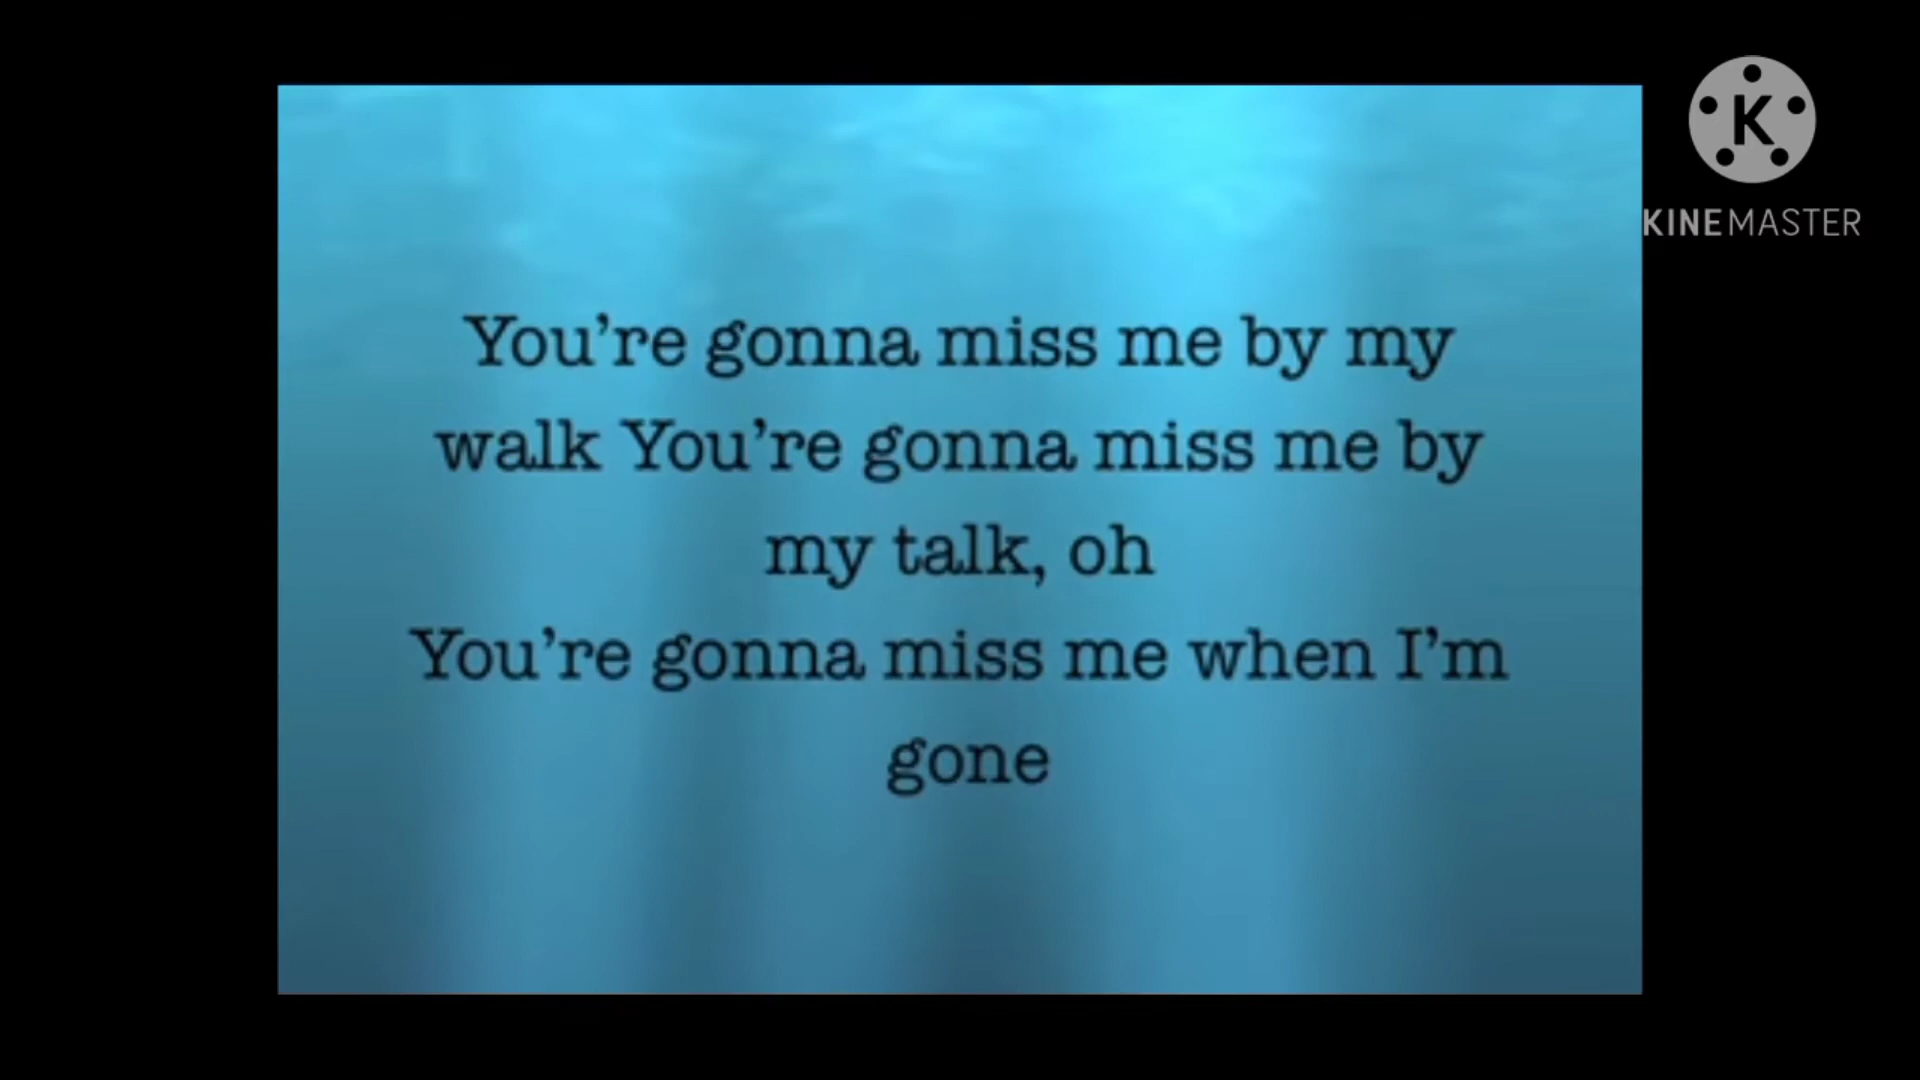 K
KINEMASTER
You're gonna miss me by my
walk You're gonna miss me by
my talk, oh
You're gonna miss me when I'm
gone